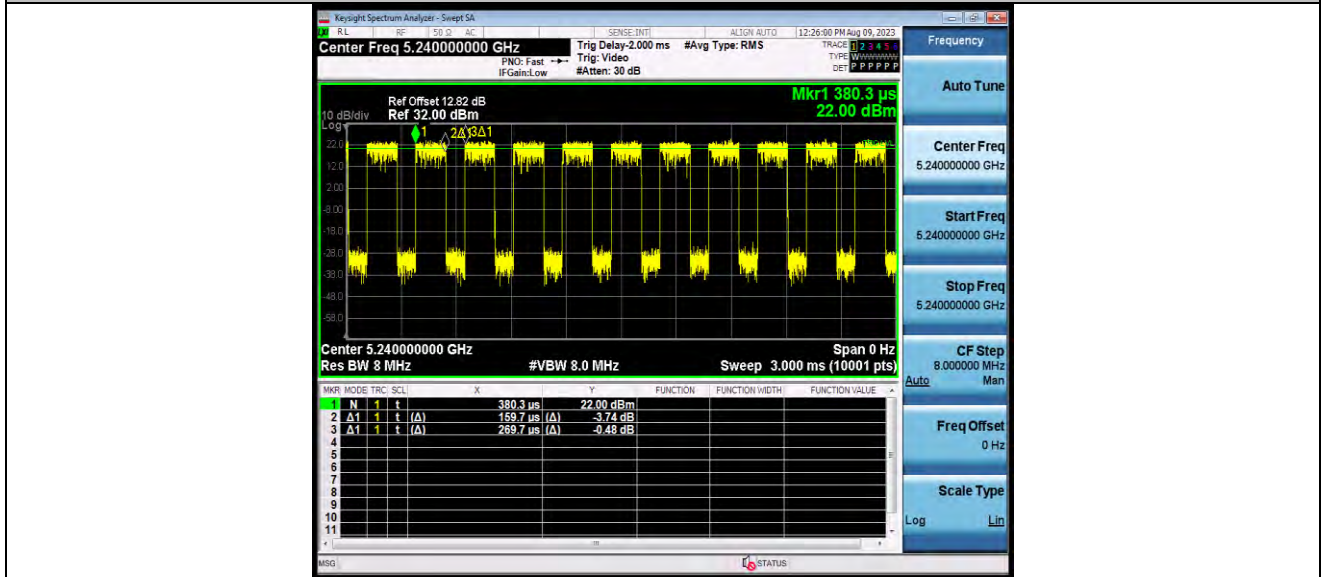 Keysight Spectrum Analyzer - Swept SA
RL RF 50 Ω AC SENSE:INT ALIGN AUTO 12:26:00 PM Aug 09, 2023
Center Freq 5.240000000 GHz Trig Delay-2.000 ms #Avg Type: RMS TRACE 1 2 3 4 5 6
PNO: Fast Trig: Video TYPE WWWWWW
IFGain:Low #Atten: 30 dB DET P P P P P P
Frequency
Auto Tune
Mkr1 380.3 µs
22.00 dBm
Ref Offset 12.82 dB
10 dB/div Ref 32.00 dBm
Log
1 2Δ1 3Δ1
22.0
12.0
2.00
-8.00
-18.0
-28.0
-38.0
-48.0
-58.0
Center 5.240000000 GHz Span 0 Hz
Res BW 8 MHz #VBW 8.0 MHz Sweep 3.000 ms (10001 pts)
MKR MODE TRC SCL X Y FUNCTION FUNCTION WIDTH FUNCTION VALUE
1 N 1 t 380.3 µs 22.00 dBm
2 Δ1 1 t (Δ) 159.7 µs (Δ) -3.74 dB
3 Δ1 1 t (Δ) 269.7 µs (Δ) -0.48 dB
4
5
6
7
8
9
10
11
Center Freq
5.240000000 GHz
Start Freq
5.240000000 GHz
Stop Freq
5.240000000 GHz
CF Step
8.000000 MHz
Auto Man
Freq Offset
0 Hz
Scale Type
Log Lin
MSG STATUS